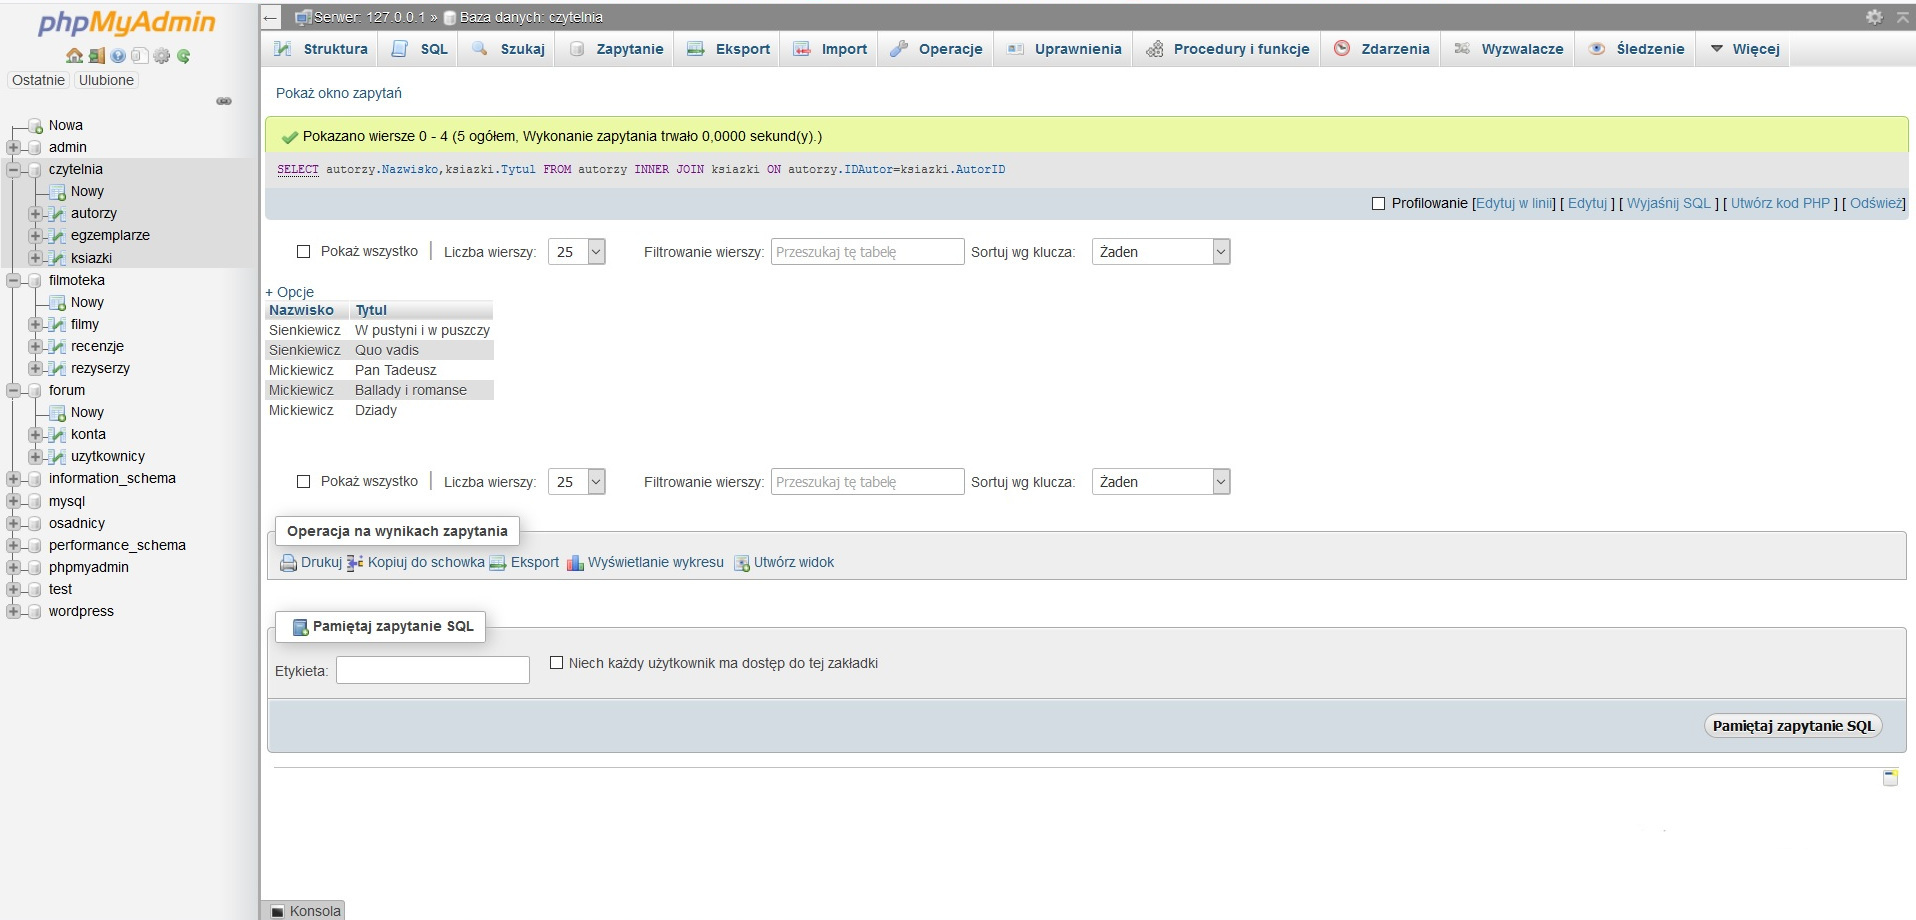 phpMyAdmin
Ostatnie Ulubione
Nowa
admin
czytelnia
Nowy
autorzy
egzemplarze
ksiazki
filmoteka
Nowy
filmy
recenzje
rezyserzy
forum
Nowy
konta
uzytkownicy
information_schema
mysql
osadnicy
performance_schema
phpmyadmin
test
wordpress
Serwer: 127.0.0.1 » Baza danych: czytelnia
Struktura SQL Szukaj Zapytanie Eksport Import Operacje Uprawnienia Procedury i funkcje Zdarzenia Wyzwalacze Śledzenie Więcej
Pokaż okno zapytań
Pokazano wiersze 0 - 4 (5 ogółem, Wykonanie zapytania trwało 0,0000 sekund(y).)
SELECT autorzy.Nazwisko,ksiazki.Tytul FROM autorzy INNER JOIN ksiazki ON autorzy.IDAutor=ksiazki.AutorID
Profilowanie [Edytuj w linii] [ Edytuj ] [ Wyjaśnij SQL ] [ Utwórz kod PHP ] [ Odśwież]
Pokaż wszystko | Liczba wierszy: 25 Filtrowanie wierszy: Przeszukaj tę tabelę Sortuj wg klucza: Żaden
+ Opcje
Nazwisko Tytul
Sienkiewicz W pustyni i w puszczy
Sienkiewicz Quo vadis
Mickiewicz Pan Tadeusz
Mickiewicz Ballady i romanse
Mickiewicz Dziady
Pokaż wszystko | Liczba wierszy: 25 Filtrowanie wierszy: Przeszukaj tę tabelę Sortuj wg klucza: Żaden
Operacja na wynikach zapytania
Drukuj Kopiuj do schowka Eksport Wyświetlanie wykresu Utwórz widok
Pamiętaj zapytanie SQL
Etykieta: Niech każdy użytkownik ma dostęp do tej zakładki
Pamiętaj zapytanie SQL
Konsola